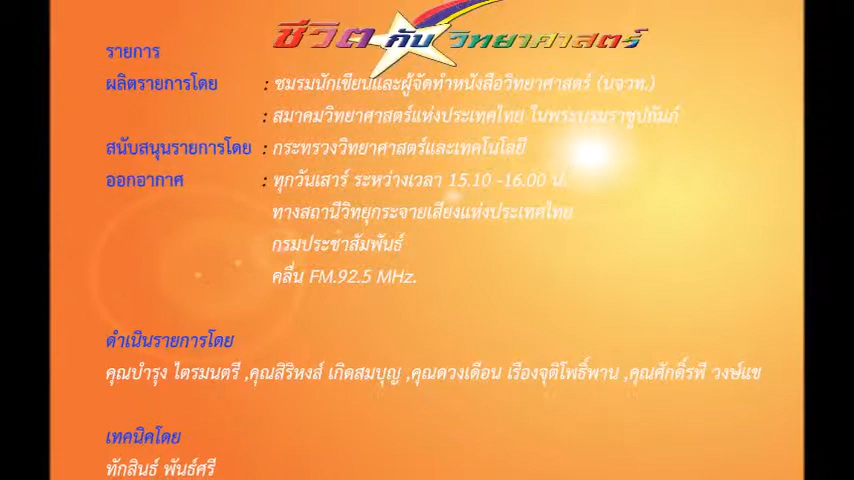 ชีวิต กับ วิทยาศาสตร์
รายการ
ผลิตรายการโดย : ชมรมนักเขียนและผู้จัดทำหนังสือวิทยาศาสตร์ (นจวท.)
: สมาคมวิทยาศาสตร์แห่งประเทศไทย ในพระบรมราชูปถัมภ์
สนับสนุนรายการโดย : กระทรวงวิทยาศาสตร์และเทคโนโลยี
ออกอากาศ : ทุกวันเสาร์ ระหว่างเวลา 15.10 -16.00 น.
ทางสถานีวิทยุกระจายเสียงแห่งประเทศไทย
กรมประชาสัมพันธ์
คลื่น FM.92.5 MHz.
ดำเนินรายการโดย
คุณบำรุง ไตรมนตรี ,คุณสิริหงส์ เกิดสมบุญ ,คุณดวงเดือน เรืองจุติโพธิ์พาน ,คุณศักดิ์รพี วงษ์แข
เทคนิคโดย
ทักสินธ์ พันธ์ศรี